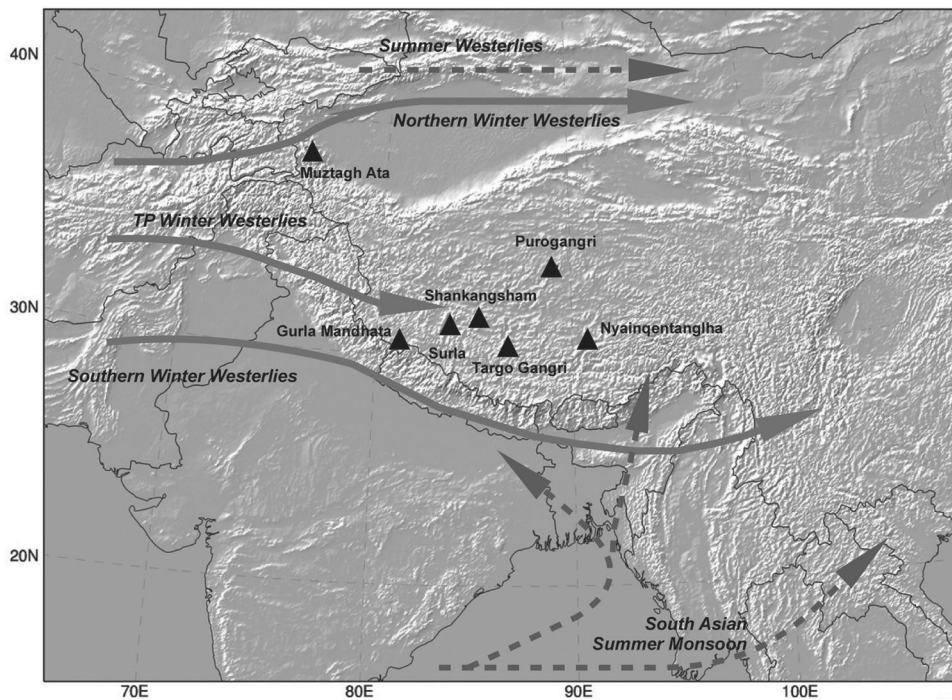 40N
Summer Westerlies
Northern Winter Westerlies
Muztagh Ata
TP Winter Westerlies
Purogangri
30N
Shankangsham
Gurla Mandhata
Nyainqentanglha
Surla
Targo Gangri
Southern Winter Westerlies
20N
South Asian
Summer Monsoon
70E
80E
90E
100E